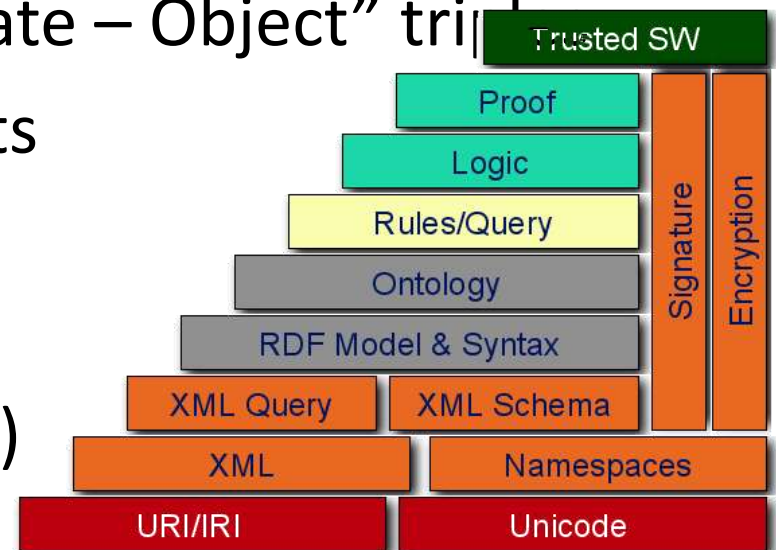 ate – Object” trip
Trusted SW
Proof
ts
Logic
Rules/Query
Signature
Encryption
Ontology
RDF Model & Syntax
XML Query XML Schema
)
XML Namespaces
URI/IRI Unicode